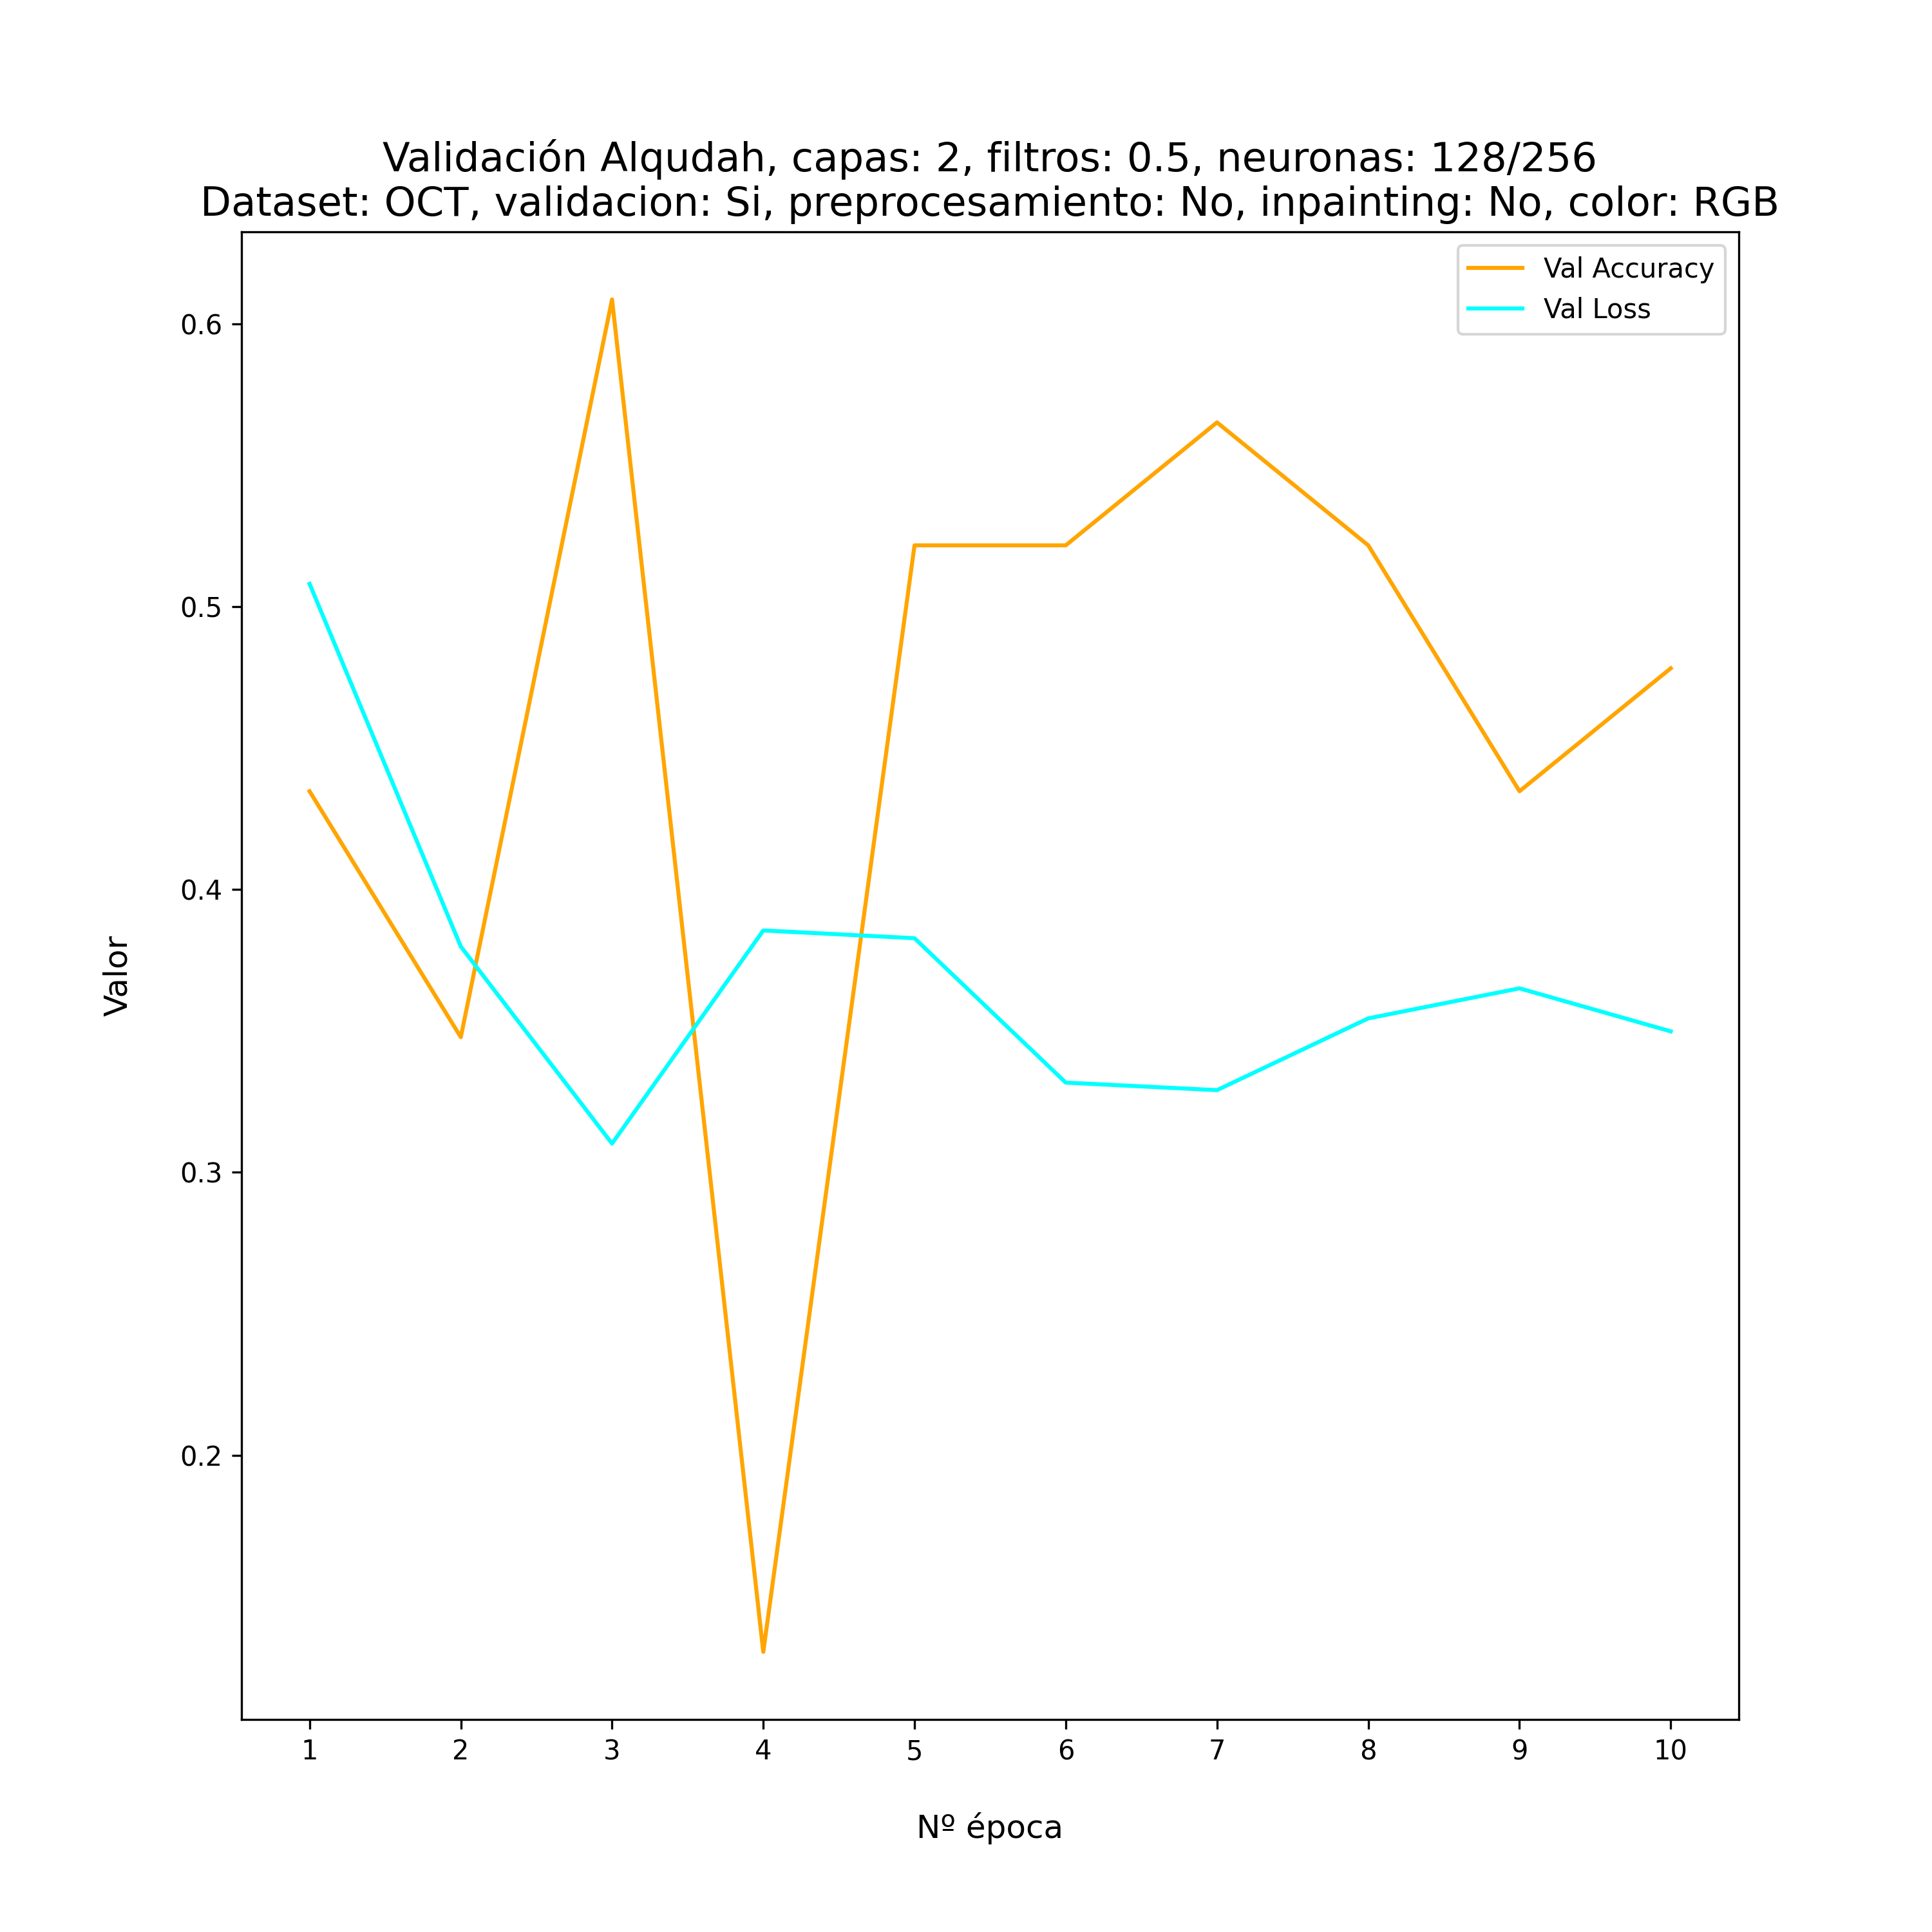 Validación Alqudah, capas: 2, filtros: 0.5, neuronas: 128/256
Dataset: OCT, validacion: Si, preprocesamiento: No, inpainting: No, color: RGB
Val Accuracy
Val Loss
0.6
0.5
0.4
0.3
0.2
Valor
1 2 3 4 5 6 7 8 9 10
Nº época